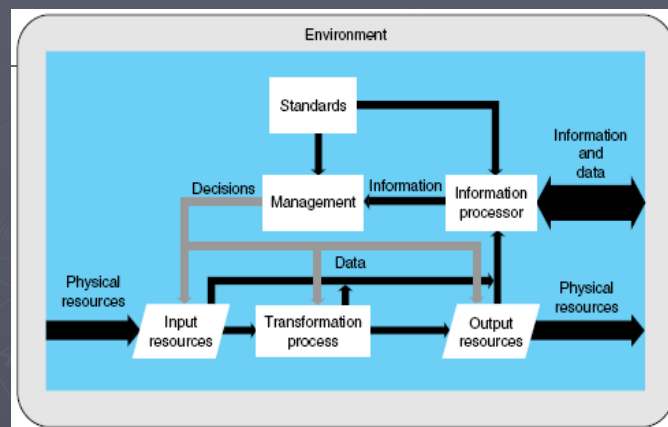 Environment
Standards
Information
and
data
Decisions
Management
Information
Information
processor
Data
Physical
resources
Physical
resources
Input
resources
Transformation
process
Output
resources